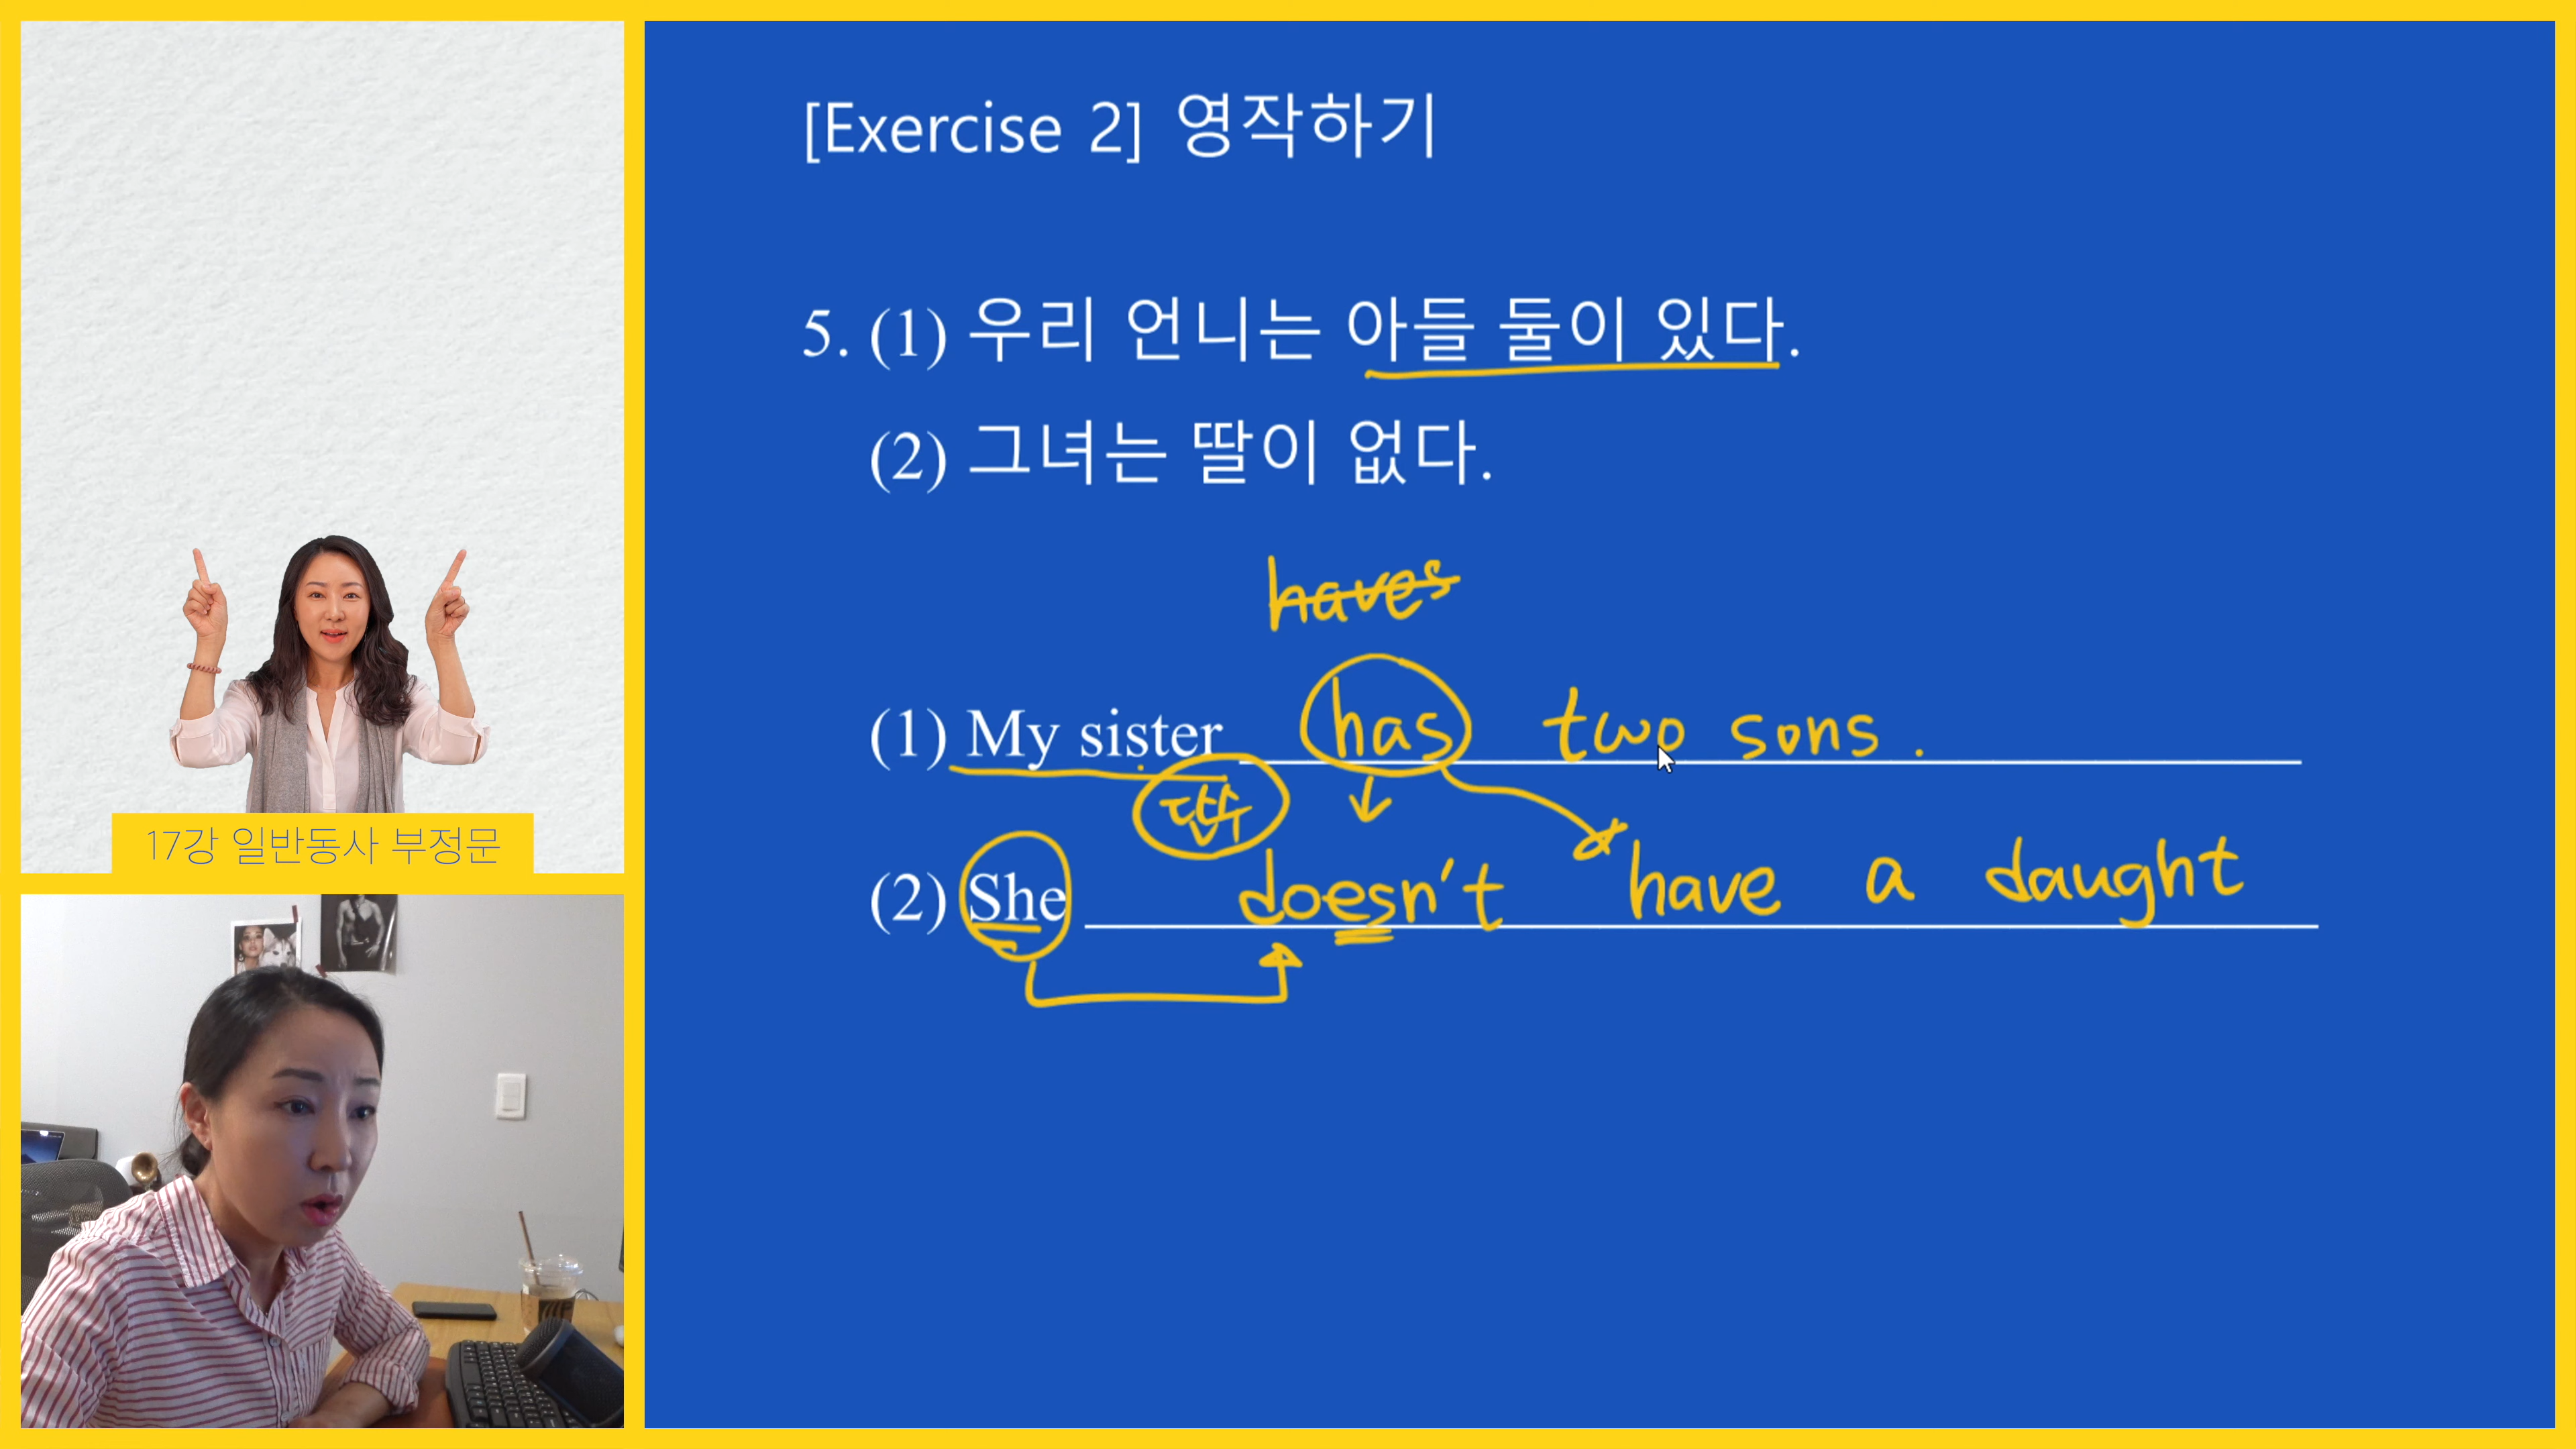 [Exercise 2] 영작하기
5. (1) 우리 언니는 아들 둘이 있다.
(2) 그녀는 딸이 없다.
haves
(1) My sister has two sons.
단수
(2) She doesn't have a daught
17강 일반동사 부정문